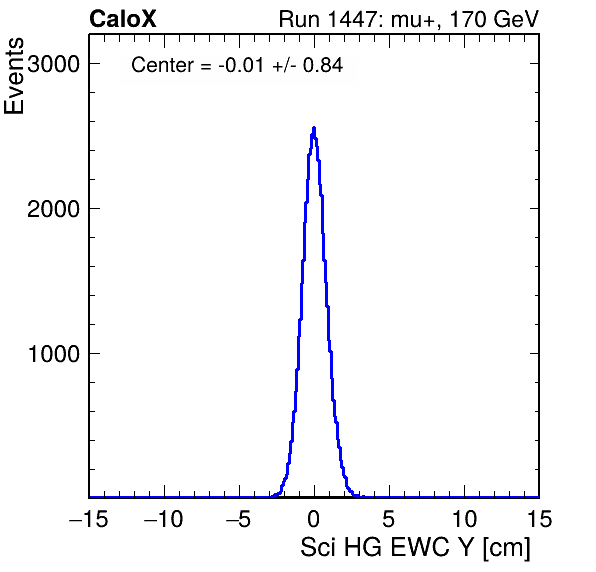 CaloX Run 1447: mu+, 170 GeV
Events
Center = -0.01 +/- 0.84
3000
2000
1000
−15 −10 −5 0 5 10 15
Sci HG EWC Y [cm]